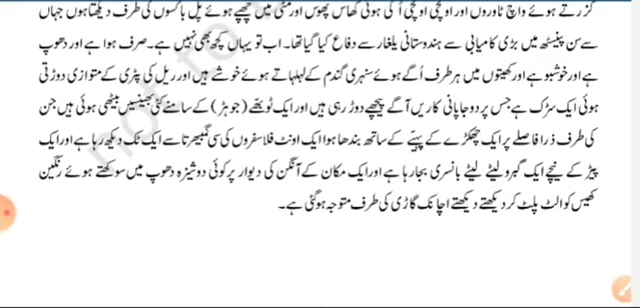 گزرتے ہوئے واچ ٹاوروں اور اونچی اونچی اُگی ہوئی گھاس پھوس اور مٹی میں چھپے ہوئے پل باکسوں کی طرف دیکھتا ہوں جہاں
سے سن پینسٹھ میں بڑی کامیابی سے ہندوستانی یلغار سے دفاع کیا گیا تھا۔ اب تو یہاں کچھ بھی نہیں ہے۔ صرف ہوا ہے اور دھوپ
ہے اور خوشبو ہے اور کھیتوں میں ہر طرف اُگے ہوئے سنہری گندم کے لہلہاتے ہوئے خوشے ہیں اور ریل کی پٹری کے متوازی دوڑتی
ہوئی ایک سڑک ہے جس پر دو جاپانی کاریں آگے پیچھے دوڑ رہی ہیں اور ایک ٹوبھے (جوہڑ) کے سامنے کئی بھینسیں بیٹھی ہوئی ہیں جن
کی طرف ذرا فاصلے پر ایک چھکڑے کے پہیے کے ساتھ بندھا ہوا ایک اونٹ فلاسفروں کی سی گمبھیرتا سے ایک ٹک دیکھ رہا ہے اور ایک
پیڑ کے نیچے ایک گبرو لیٹے لیٹے بانسری بجا رہا ہے اور ایک مکان کے آنگن کی دیوار پر کوئی دوشیزہ دھوپ میں سوکھتے ہوئے رنگین
کھیس کو الٹ پلٹ کر دیکھتے دیکھتے اچانک گاڑی کی طرف متوجہ ہو گئی ہے۔